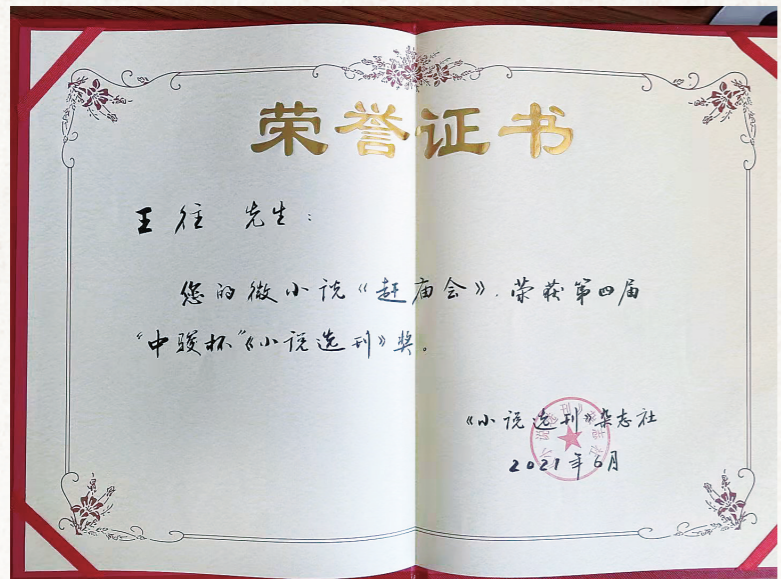 荣誉证书
王往 先生：
您的微小说《赶庙会》，荣获第四届
“中骏杯”《小说选刊》奖。
《小说选刊》杂志社
2021年6月